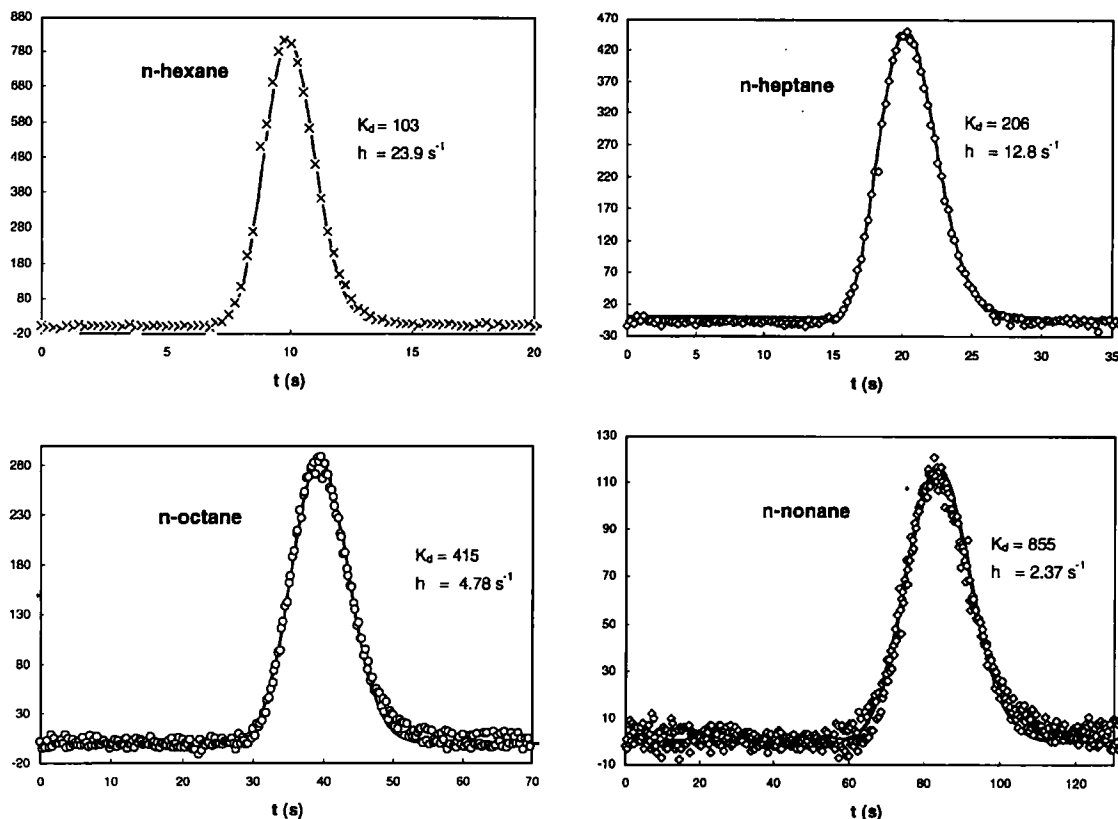 880
780
680
580
480
380
280
180
80
-20
n-hexane
Kd = 103
h = 23.9 s-1
0 5 10 15 20
t (s)
470
420
370
320
270
220
170
120
70
20
-30
n-heptane
Kd = 206
h = 12.8 s-1
0 5 10 15 20 25 30 35
t (s)
280
230
180
130
80
30
-20
n-octane
Kd = 415
h = 4.78 s-1
0 10 20 30 40 50 60 70
t (s)
130
110
90
70
50
30
10
-10
n-nonane
Kd = 855
h = 2.37 s-1
0 20 40 60 80 100 120
t (s)